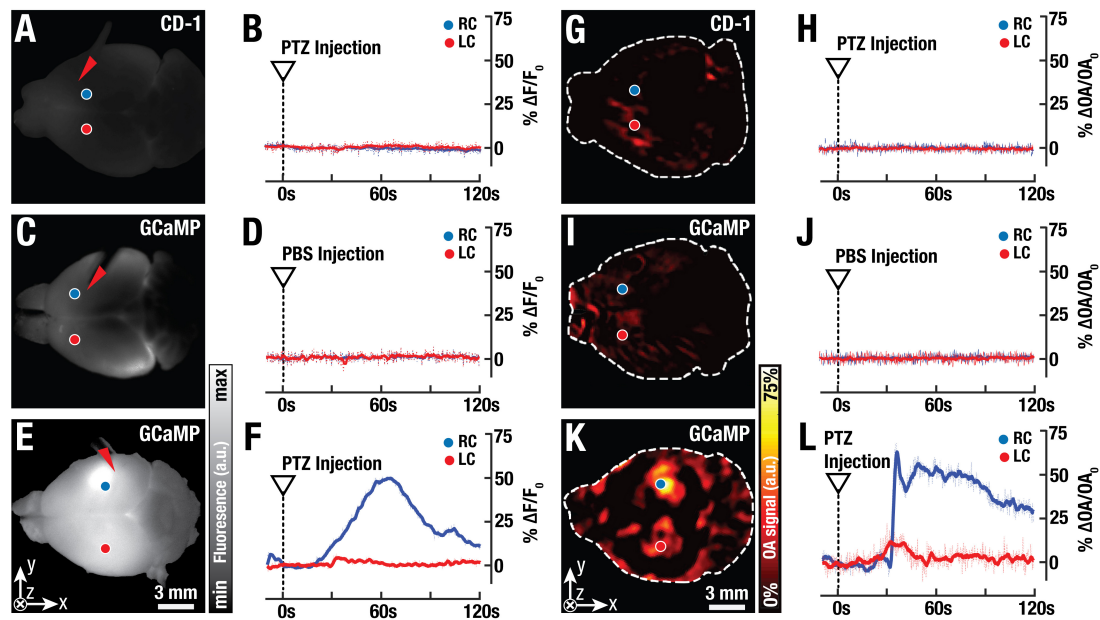 A
CD-1
B
RC
LC
PTZ Injection
75
50
25
0
% ΔF/F0
0s
60s
120s
G
H
RC
LC
PTZ Injection
75
50
25
0
% ΔOA/OA0
0s
60s
120s
C
GCaMP
D
RC
LC
PBS Injection
75
50
25
0
% ΔF/F0
0s
60s
120s
I
GCaMP
J
RC
LC
PBS Injection
75
50
25
0
% ΔOA/OA0
0s
60s
120s
E
GCaMP
y
z
x
3 mm
min
Fluoresence (a.u.)
max
F
RC
LC
PTZ Injection
75
50
25
0
% ΔF/F0
0s
60s
120s
K
GCaMP
3 mm
0%
OA signal (a.u.)
75%
L
RC
LC
PTZ
Injection
75
50
25
0
% ΔOA/OA0
0s
60s
120s